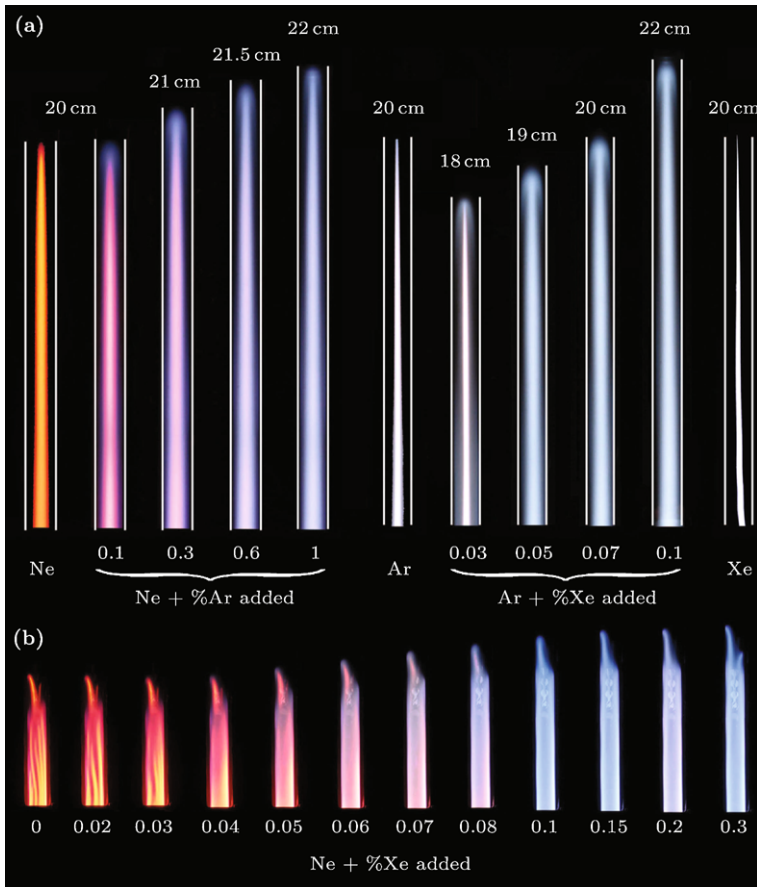 (a)
22 cm
22 cm
21.5 cm
21 cm
20 cm
20 cm
20 cm
20 cm
19 cm
18 cm
0.1 0.3 0.6 1
0.03 0.05 0.07 0.1
Ne
Ar
Xe
Ne + %Ar added
Ar + %Xe added
(b)
0 0.02 0.03 0.04 0.05 0.06 0.07 0.08 0.1 0.15 0.2 0.3
Ne + %Xe added